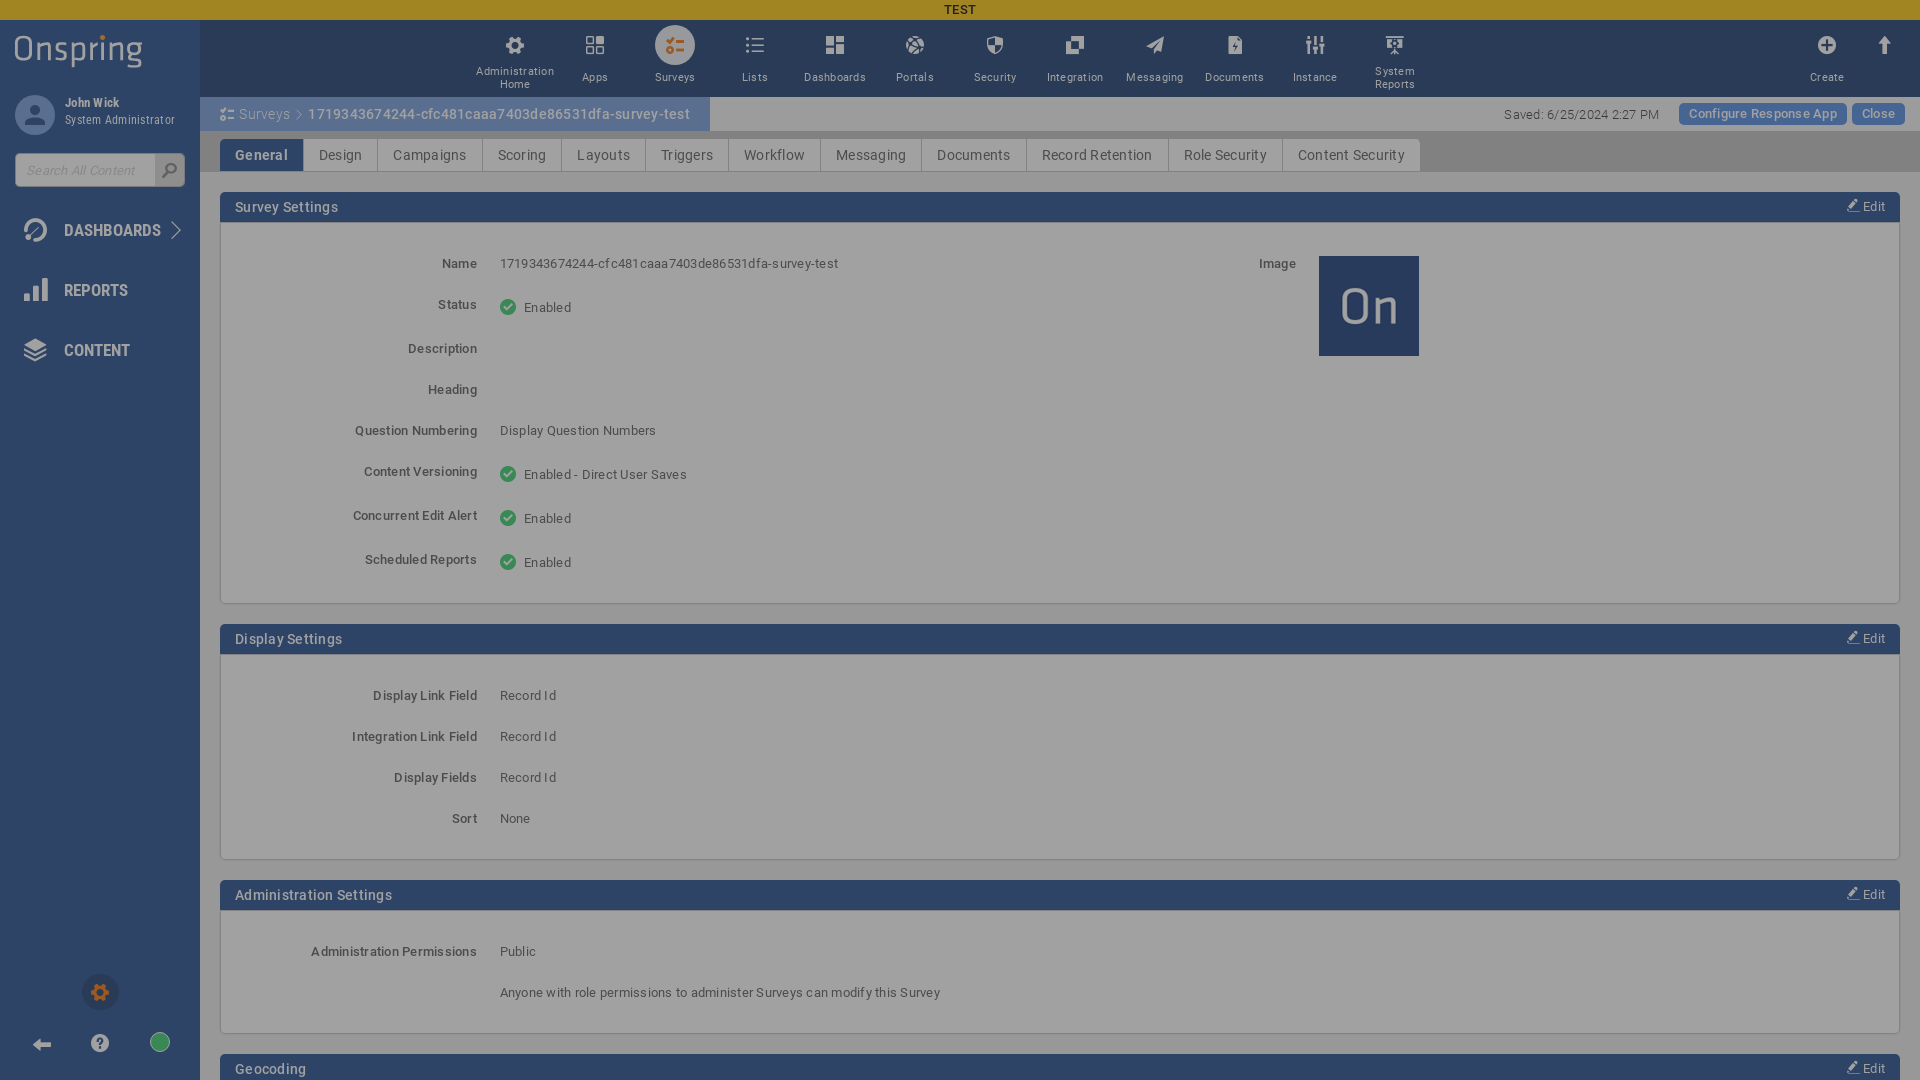 TEST
Onspring
John Wick
System Administrator
Search All Content
DASHBOARDS
REPORTS
CONTENT
Administration Home
Apps
Surveys
Lists
Dashboards
Portals
Security
Integration
Messaging
Documents
Instance
System Reports
Create
Surveys
1719343674244-cfc481caaa7403de86531dfa-survey-test
Saved: 6/25/2024 2:27 PM
Configure Response App
Close
General
Design
Campaigns
Scoring
Layouts
Triggers
Workflow
Messaging
Documents
Record Retention
Role Security
Content Security
Survey Settings
Edit
Name
1719343674244-cfc481caaa7403de86531dfa-survey-test
Image
On
Status
Enabled
Description
Heading
Question Numbering
Display Question Numbers
Content Versioning
Enabled - Direct User Saves
Concurrent Edit Alert
Enabled
Scheduled Reports
Enabled
Display Settings
Edit
Display Link Field
Record Id
Integration Link Field
Record Id
Display Fields
Record Id
Sort
None
Administration Settings
Edit
Administration Permissions
Public
Anyone with role permissions to administer Surveys can modify this Survey
Geocoding
Edit